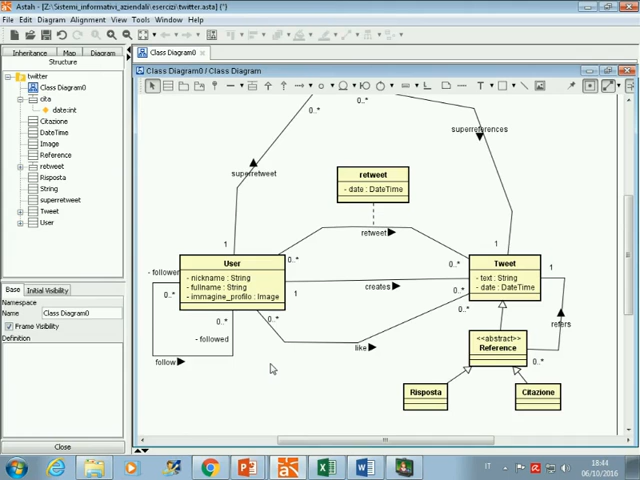 Astah - [Z:\Sistemi_informativi_aziendali\esercizi\twitter.asta] (*)
File Edit Diagram Alignment View Tools Window Help
Inheritance Map Diagram
Structure
twitter
Class Diagram0
cita
date:int
Citazione
DateTime
Image
Reference
retweet
Risposta
String
superretweet
Tweet
User
Base Initial Visibility
Namespace
Name Class Diagram0
Frame Visibility
Definition
Close
Class Diagram0
Class Diagram0 / Class Diagram
0..* 0..*
superreferences
superretweet
retweet
- date : DateTime
1 1
retweet
0..* 0..*
User
- nickname : String
- fullname : String
- immagine_profilo : Image
Tweet
- text : String
- date : DateTime
1
- follower
0..*
1
creates
0..*
0..* 0..*
like
- followed
follow
refers
<<abstract>>
Reference
0..*
Risposta
Citazione
IT
18:44
06/10/2016